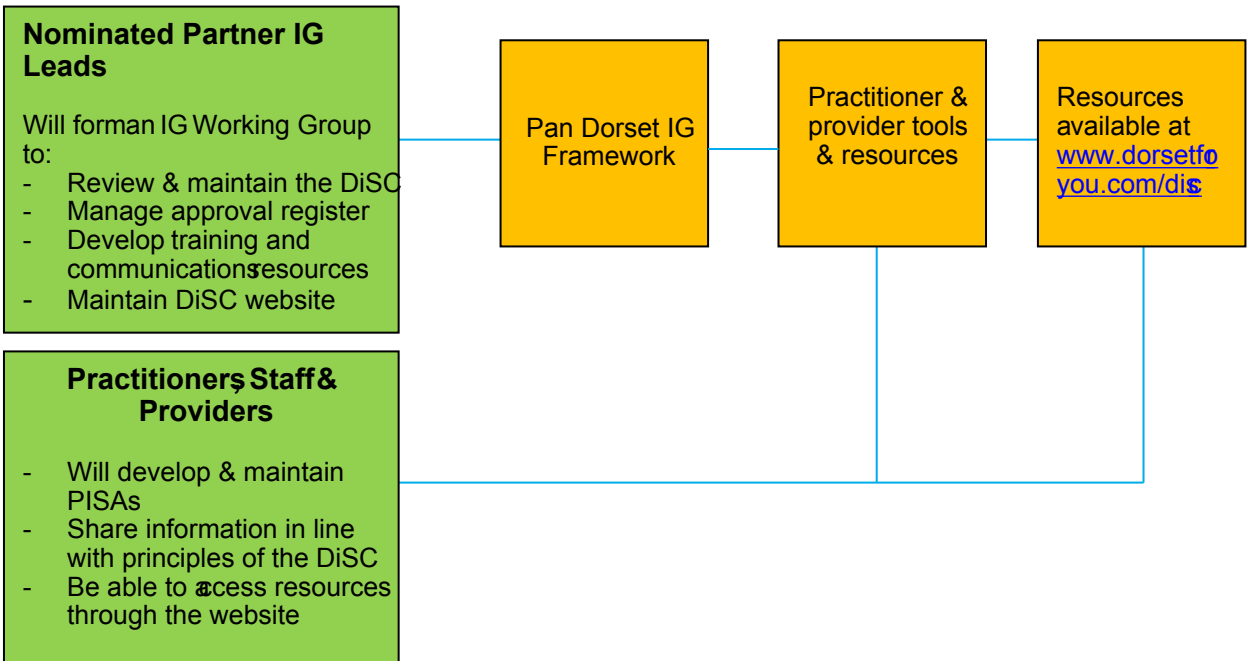 Nominated Partner IG
Leads
Will forman IG Working Group
to:
- Review & maintain the DiSC
- Manage approval register
- Develop training and
communications resources
- Maintain DiSC website
Pan Dorset IG
Framework
Practitioner &
provider tools
& resources
Resources
available at
www.dorsetfo
you.com/disc
Practitioners, Staff &
Providers
- Will develop & maintain
PISAs
- Share information in line
with principles of the DiSC
- Be able to access resources
through the website